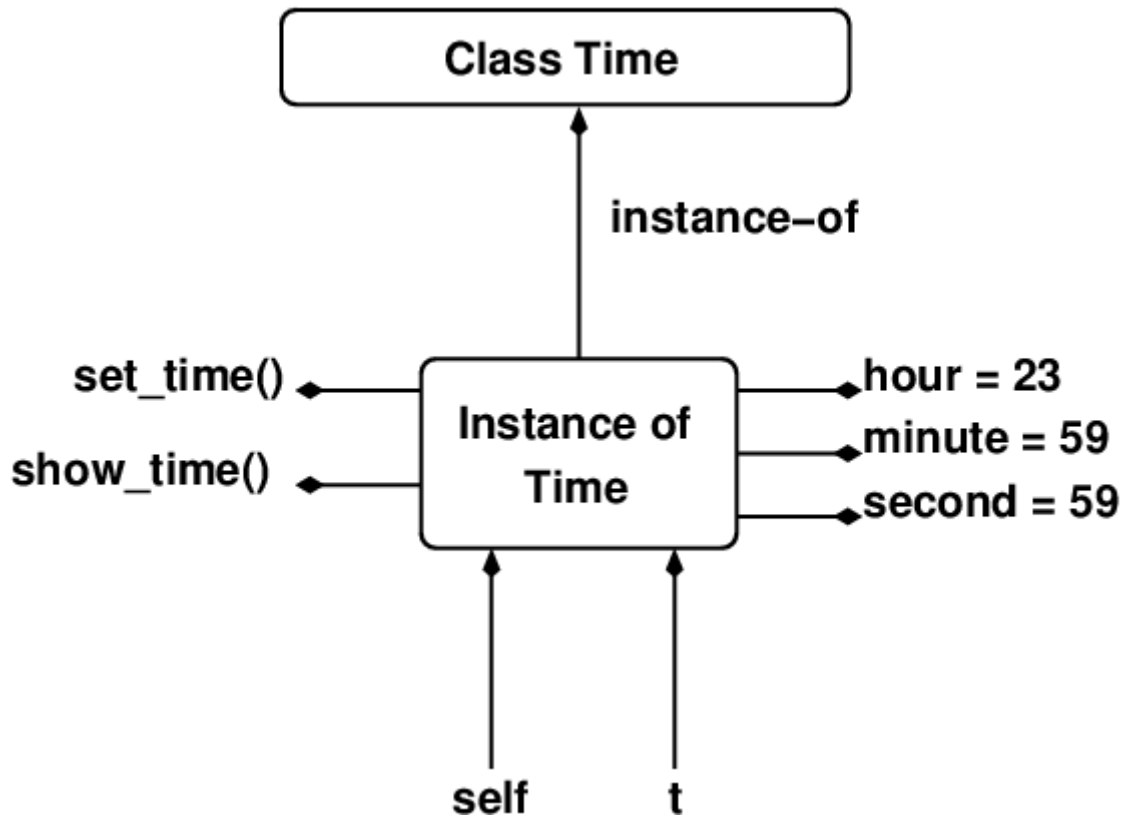 Class Time
instance–of
set_time()
hour = 23
Instance of
minute = 59
show_time()
Time
second = 59
self
t